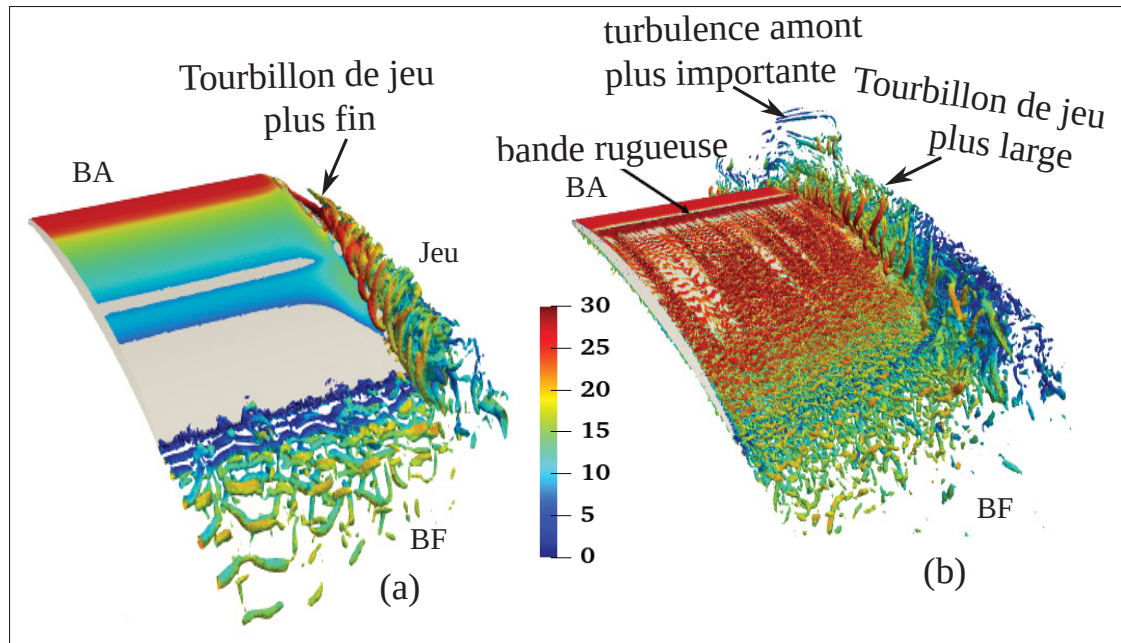 Tourbillon de jeu
plus fin
BA
Jeu
BF
(a)
30
25
20
15
10
5
0
turbulence amont
plus importante
Tourbillon de jeu
plus large
bande rugueuse
BA
BF
(b)